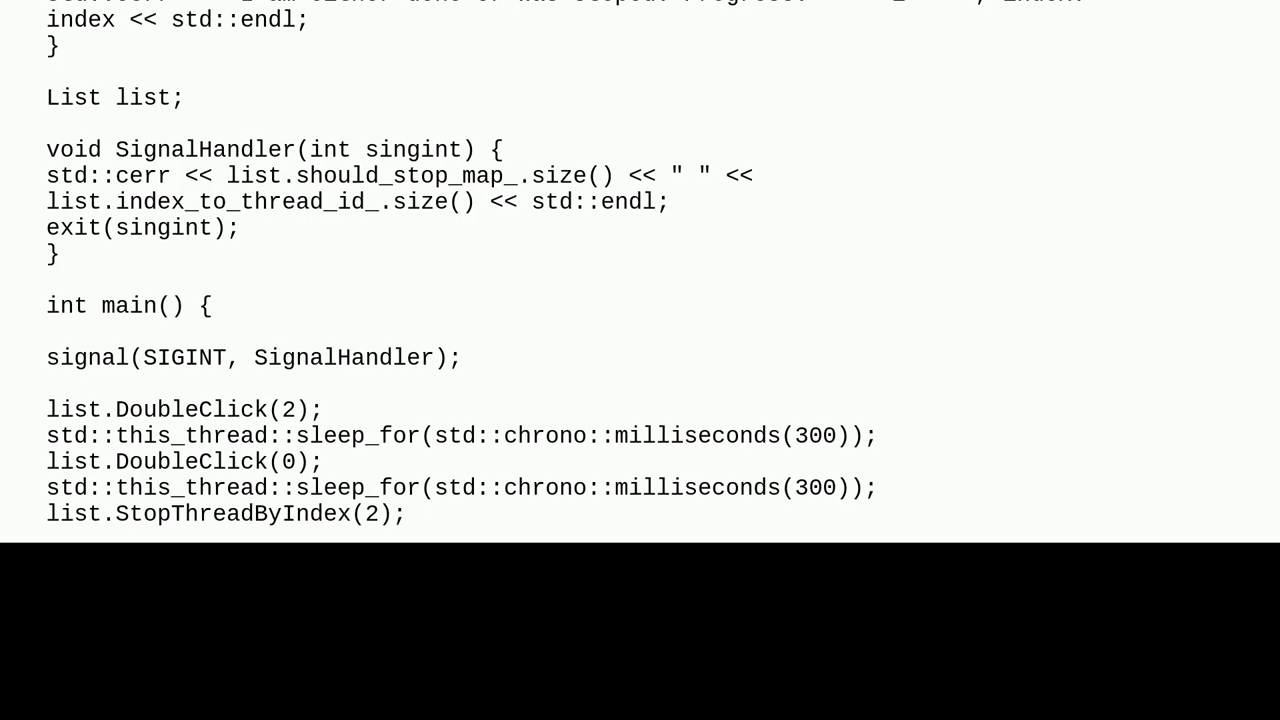 index << std::endl;
}
List list;
void SignalHandler(int singint) {
std::cerr << list.should_stop_map_.size() << " " <<
list.index_to_thread_id_.size() << std::endl;
exit(singint);
}
int main() {
signal(SIGINT, SignalHandler);
list.DoubleClick(2);
std::this_thread::sleep_for(std::chrono::milliseconds(300));
list.DoubleClick(0);
std::this_thread::sleep_for(std::chrono::milliseconds(300));
list.StopThreadByIndex(2);